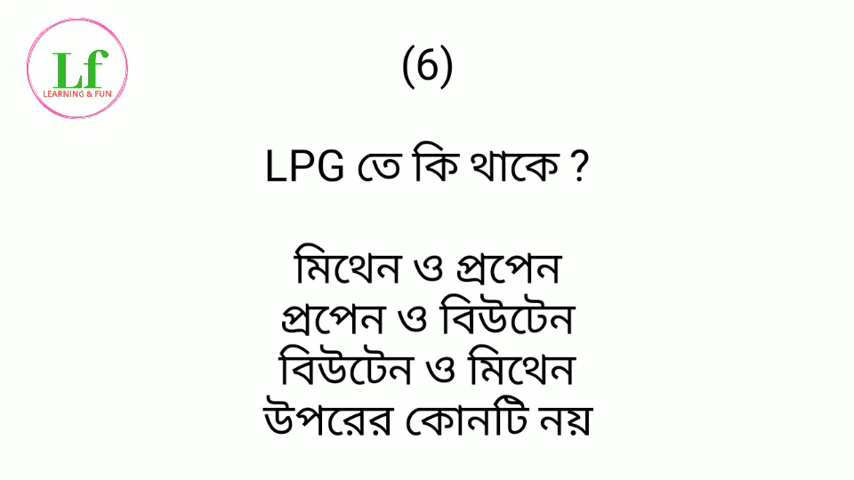 Lf
LEARNING & FUN
(6)
LPG তে কি থাকে ?
মিথেন ও প্রপেন
প্রপেন ও বিউটেন
বিউটেন ও মিথেন
উপরের কোনটি নয়